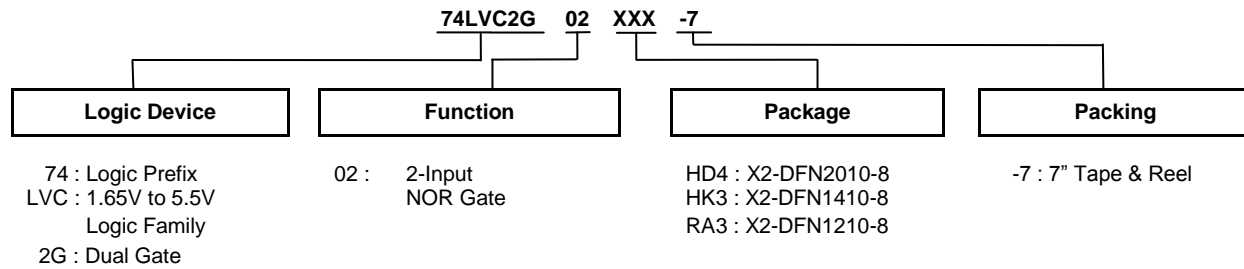 74LVC2G 02 XXX -7
Logic Device
74 : Logic Prefix
LVC : 1.65V to 5.5V
Logic Family
2G : Dual Gate
Function
02 : 2-Input
NOR Gate
Package
HD4 : X2-DFN2010-8
HK3 : X2-DFN1410-8
RA3 : X2-DFN1210-8
Packing
-7 : 7” Tape & Reel